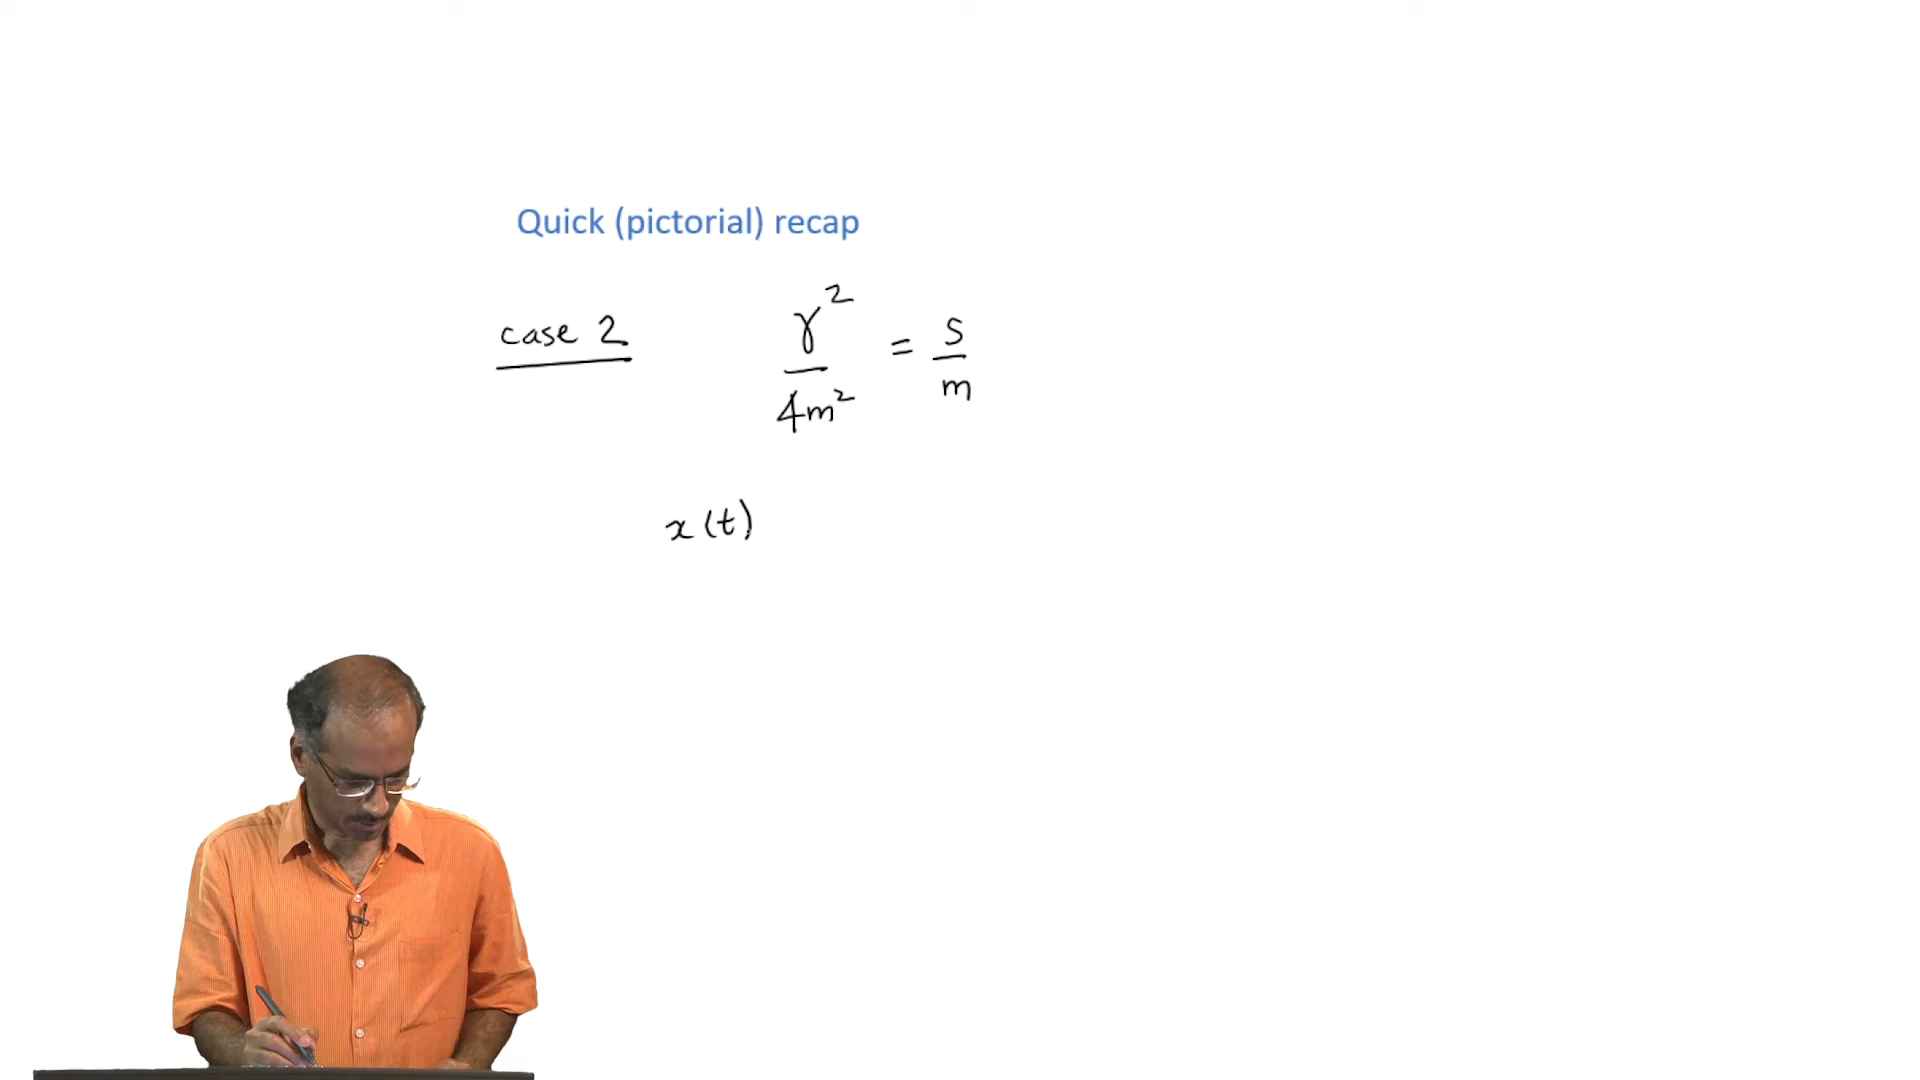 Quick (pictorial) recap
case 2 γ²/4m² = s/m
x(t)